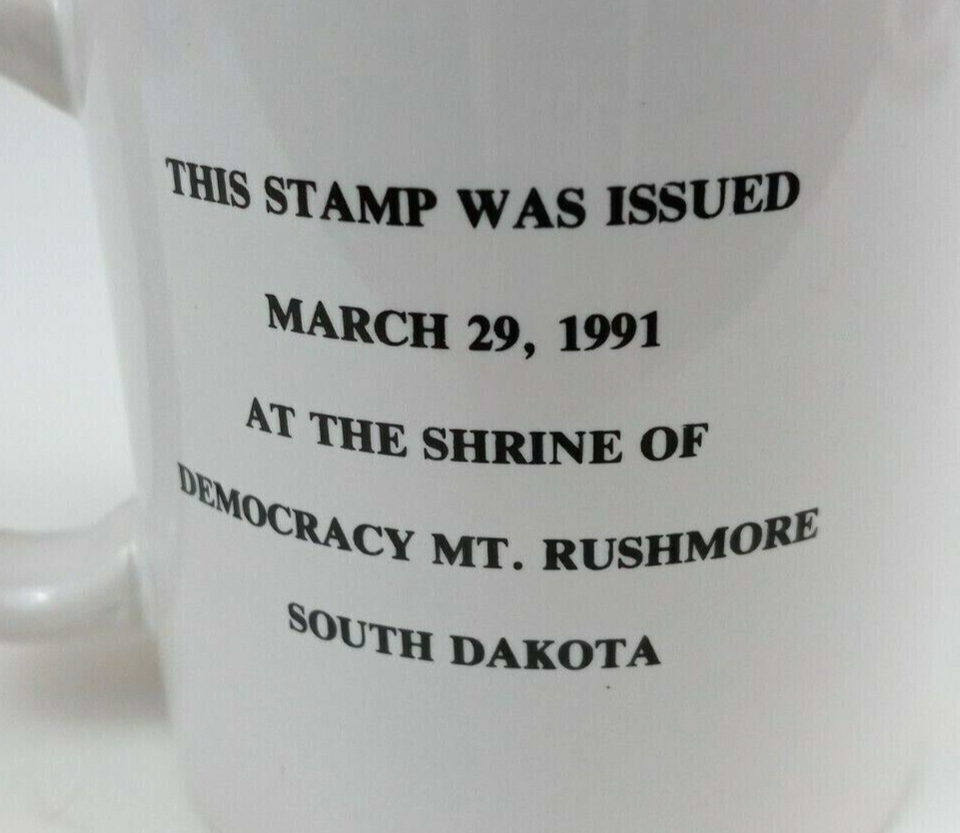 THIS STAMP WAS ISSUED
MARCH 29, 1991
AT THE SHRINE OF
DEMOCRACY MT. RUSHMORE
SOUTH DAKOTA